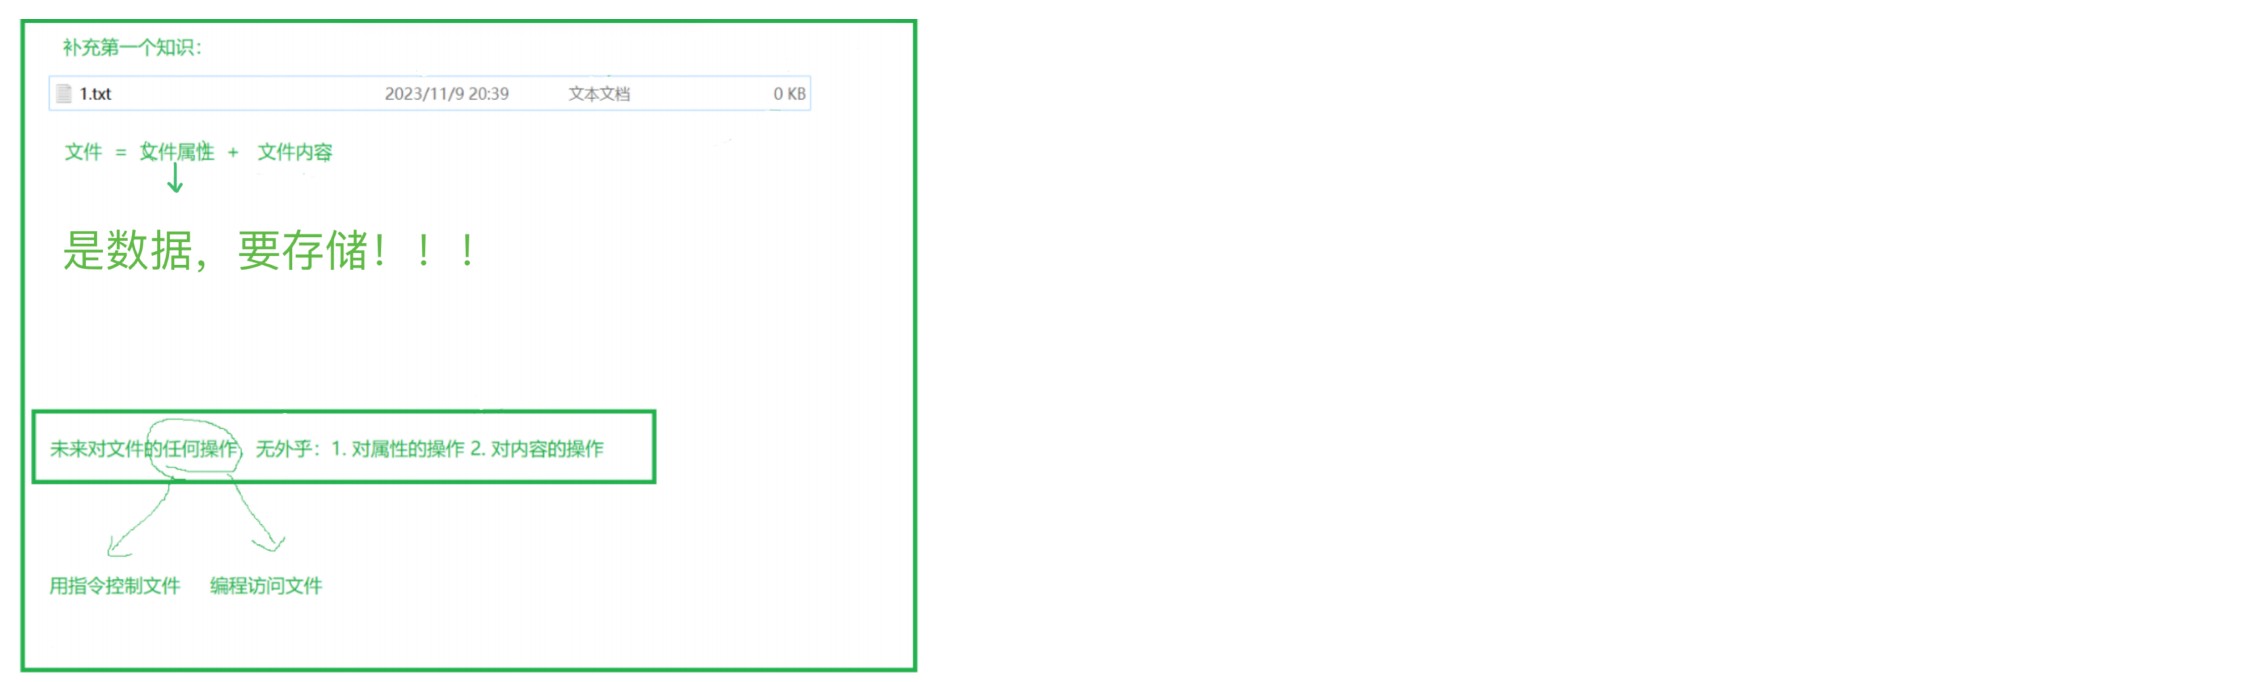 补充第一个知识：
1.txt 2023/11/9 20:39 文本文档 0 KB
文件 = 文件属性 + 文件内容
是数据，要存储！！！
未来对文件的任何操作，无外乎：1. 对属性的操作 2. 对内容的操作
用指令控制文件 编程访问文件